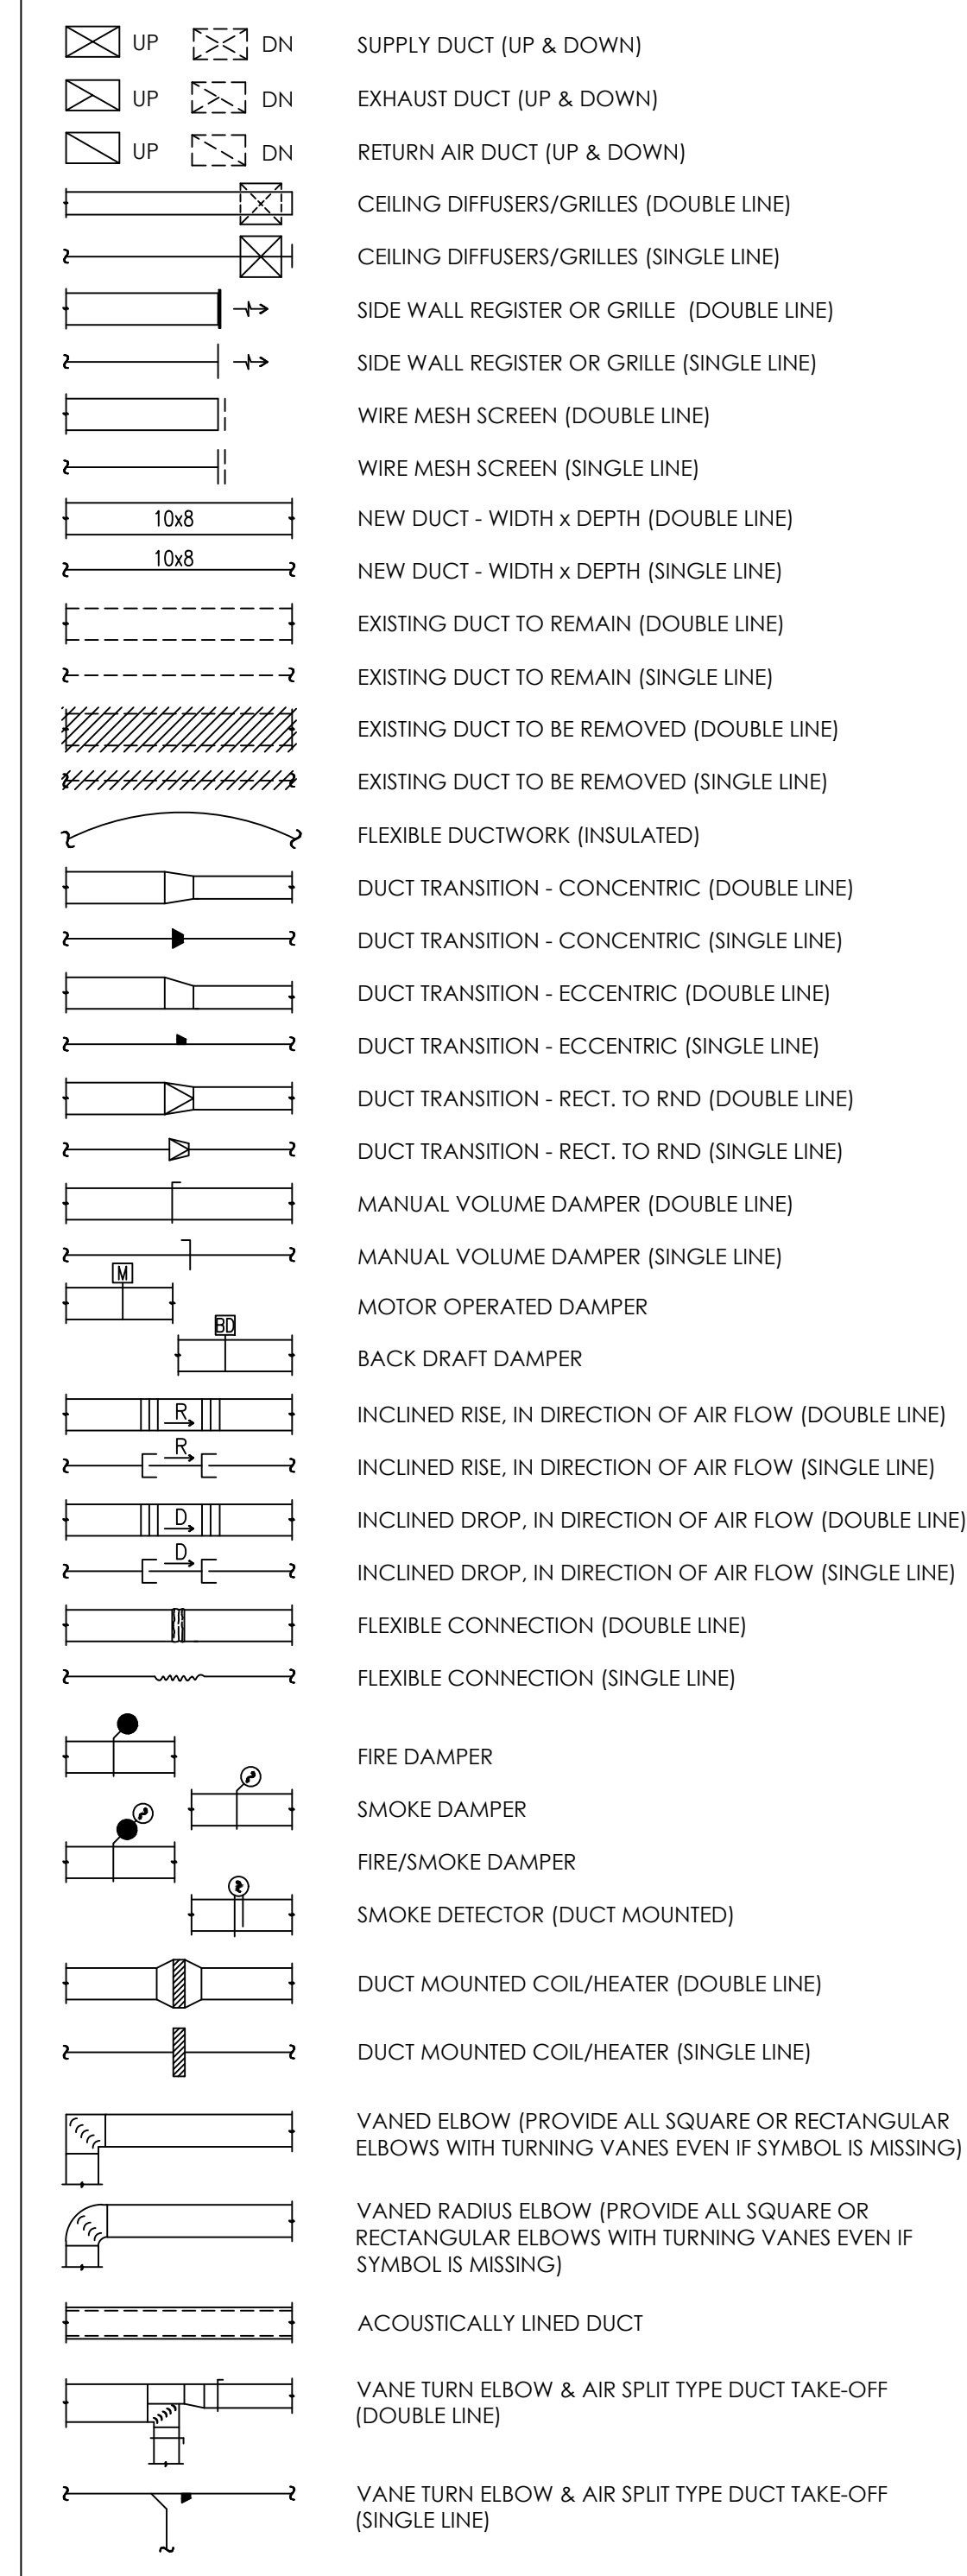 UP DN SUPPLY DUCT (UP & DOWN)
UP DN EXHAUST DUCT (UP & DOWN)
UP DN RETURN AIR DUCT (UP & DOWN)
CEILING DIFFUSERS/GRILLES (DOUBLE LINE)
CEILING DIFFUSERS/GRILLES (SINGLE LINE)
SIDE WALL REGISTER OR GRILLE (DOUBLE LINE)
SIDE WALL REGISTER OR GRILLE (SINGLE LINE)
WIRE MESH SCREEN (DOUBLE LINE)
WIRE MESH SCREEN (SINGLE LINE)
10x8 NEW DUCT - WIDTH x DEPTH (DOUBLE LINE)
10x8 NEW DUCT - WIDTH x DEPTH (SINGLE LINE)
EXISTING DUCT TO REMAIN (DOUBLE LINE)
EXISTING DUCT TO REMAIN (SINGLE LINE)
EXISTING DUCT TO BE REMOVED (DOUBLE LINE)
EXISTING DUCT TO BE REMOVED (SINGLE LINE)
FLEXIBLE DUCTWORK (INSULATED)
DUCT TRANSITION - CONCENTRIC (DOUBLE LINE)
DUCT TRANSITION - CONCENTRIC (SINGLE LINE)
DUCT TRANSITION - ECCENTRIC (DOUBLE LINE)
DUCT TRANSITION - ECCENTRIC (SINGLE LINE)
DUCT TRANSITION - RECT. TO RND (DOUBLE LINE)
DUCT TRANSITION - RECT. TO RND (SINGLE LINE)
MANUAL VOLUME DAMPER (DOUBLE LINE)
MANUAL VOLUME DAMPER (SINGLE LINE)
M MOTOR OPERATED DAMPER
BD BACK DRAFT DAMPER
R INCLINED RISE, IN DIRECTION OF AIR FLOW (DOUBLE LINE)
R INCLINED RISE, IN DIRECTION OF AIR FLOW (SINGLE LINE)
D INCLINED DROP, IN DIRECTION OF AIR FLOW (DOUBLE LINE)
D INCLINED DROP, IN DIRECTION OF AIR FLOW (SINGLE LINE)
FLEXIBLE CONNECTION (DOUBLE LINE)
FLEXIBLE CONNECTION (SINGLE LINE)
FIRE DAMPER
SMOKE DAMPER
FIRE/SMOKE DAMPER
SMOKE DETECTOR (DUCT MOUNTED)
DUCT MOUNTED COIL/HEATER (DOUBLE LINE)
DUCT MOUNTED COIL/HEATER (SINGLE LINE)
VANED ELBOW (PROVIDE ALL SQUARE OR RECTANGULAR
ELBOWS WITH TURNING VANES EVEN IF SYMBOL IS MISSING)
VANED RADIUS ELBOW (PROVIDE ALL SQUARE OR
RECTANGULAR ELBOWS WITH TURNING VANES EVEN IF
SYMBOL IS MISSING)
ACOUSTICALLY LINED DUCT
VANE TURN ELBOW & AIR SPLIT TYPE DUCT TAKE-OFF
(DOUBLE LINE)
VANE TURN ELBOW & AIR SPLIT TYPE DUCT TAKE-OFF
(SINGLE LINE)